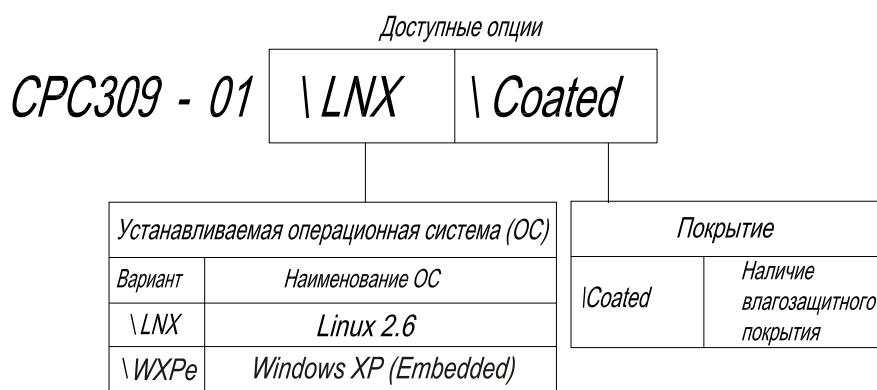 Доступные опции
CPC309 - 01 \LNX \Coated
Устанавливаемая операционная система (ОС)
Вариант Наименование ОС
\LNX Linux 2.6
\WXPe Windows XP (Embedded)
Покрытие
\Coated Наличие
влагозащитного
покрытия